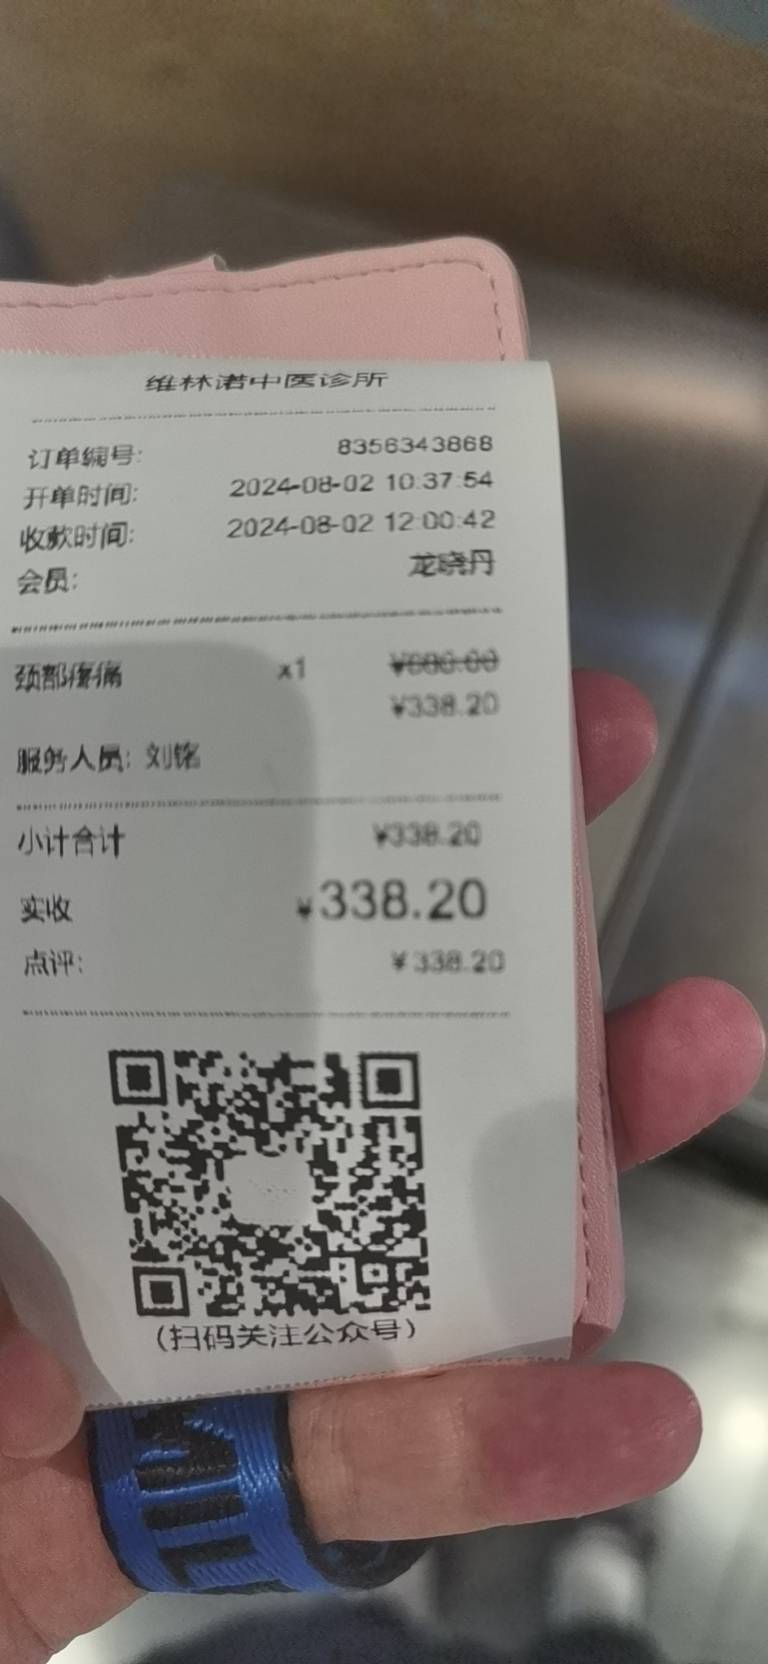 维林诺中医诊所
订单编号: 8356343868
开单时间: 2024-08-02 10:37:54
收款时间: 2024-08-02 12:00:42
会员: 龙晓丹
颈部疼痛 x1 ¥680.00
¥338.20
服务人员: 刘铭
小计合计 ¥338.20
实收 ¥338.20
点评: ¥338.20
(扫码关注公众号)